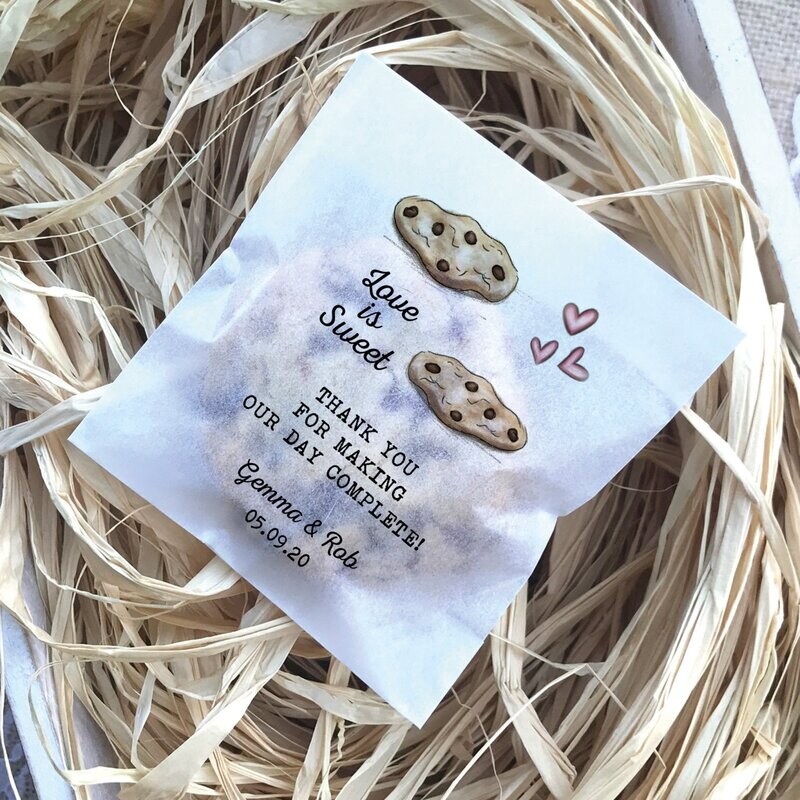 Love
is
Sweet
THANK YOU
FOR MAKING
OUR DAY COMPLETE!
Gemma & Rob
05.09.20